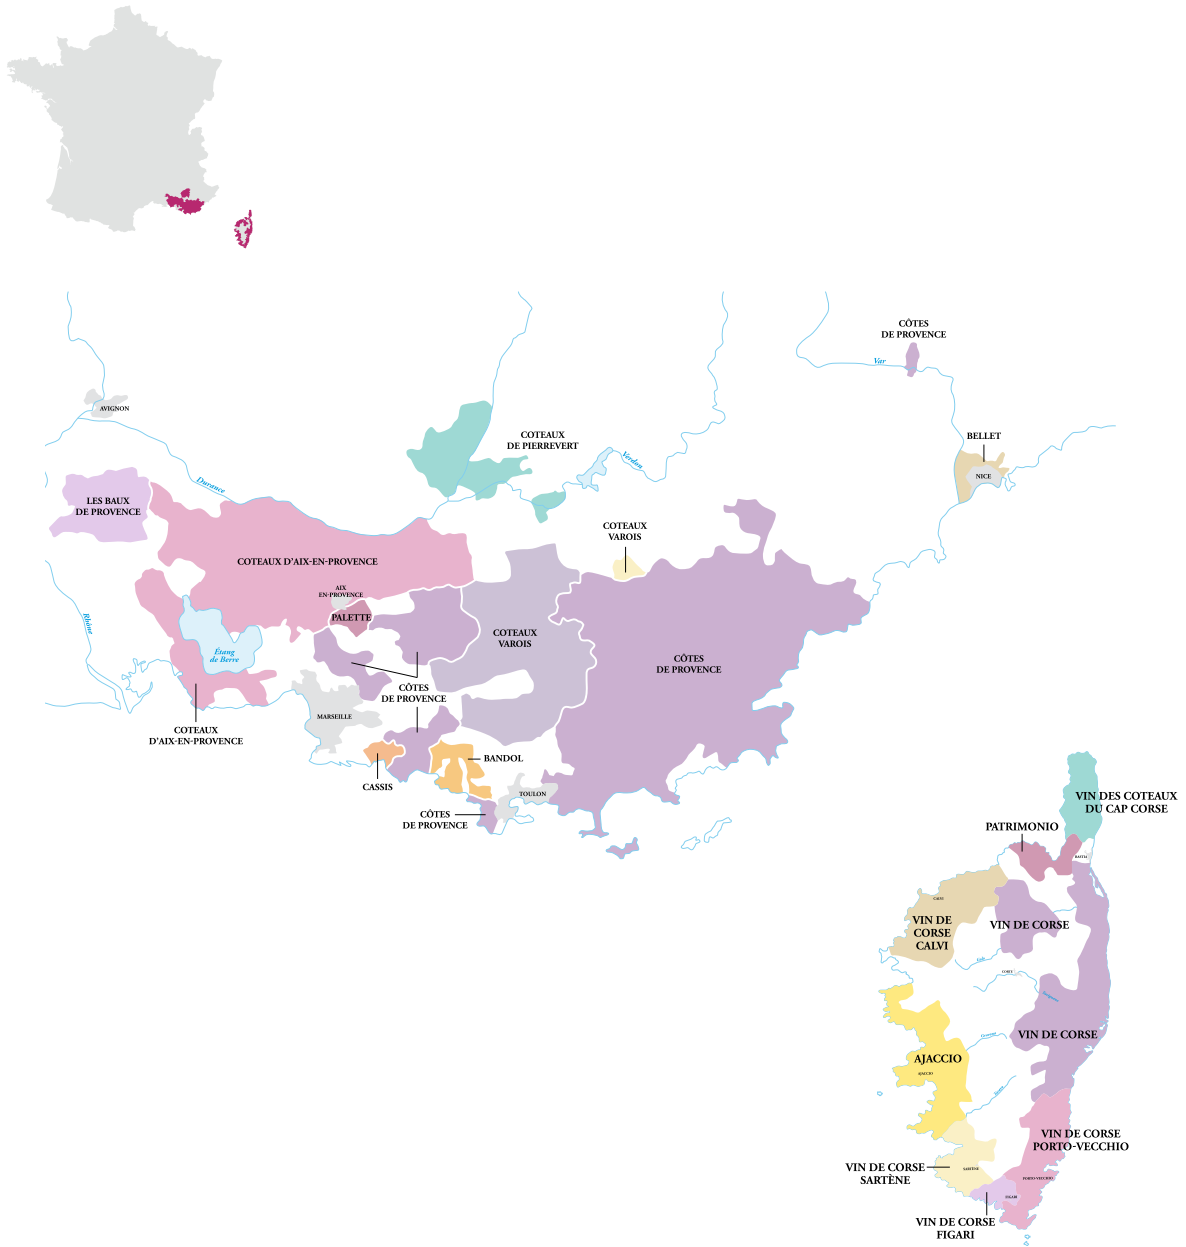 CÔTES
DE PROVENCE
Var
AVIGNON
BELLET
NICE
COTEAUX
DE PIERREVERT
Verdon
Durance
LES BAUX
DE PROVENCE
COTEAUX
VAROIS
COTEAUX D'AIX-EN-PROVENCE
AIX
EN-PROVENCE
PALETTE
Rhône
Étang
de Berre
COTEAUX
VAROIS
CÔTES
DE PROVENCE
CÔTES
DE PROVENCE
MARSEILLE
COTEAUX
D'AIX-EN-PROVENCE
BANDOL
CASSIS
TOULON
CÔTES
DE PROVENCE
VIN DES COTEAUX
DU CAP CORSE
PATRIMONIO
BASTIA
CALVI
VIN DE
CORSE
CALVI
VIN DE CORSE
Golo
CORTE
Tavignano
VIN DE CORSE
Gravona
AJACCIO
AJACCIO
Taravo
VIN DE CORSE
PORTO-VECCHIO
VIN DE CORSE
SARTÈNE
SARTÈNE
PORTO-VECCHIO
FIGARI
VIN DE CORSE
FIGARI